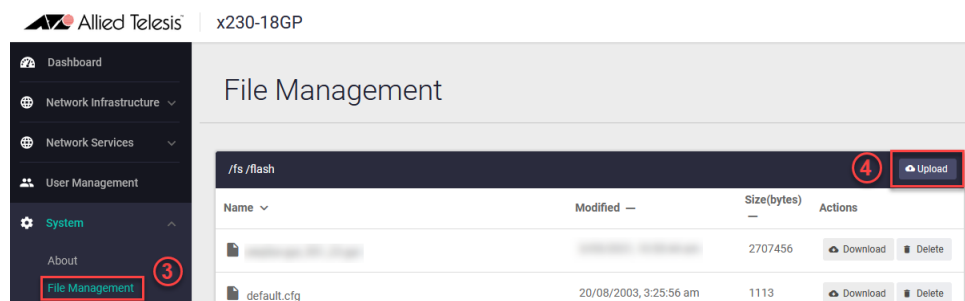 Allied Telesis x230-18GP
Dashboard
Network Infrastructure
Network Services
User Management
System
About
File Management
3
File Management
/fs /flash
4
Upload
Name Modified Size(bytes) Actions
2707456 Download Delete
default.cfg 20/08/2003, 3:25:56 am 1113 Download Delete